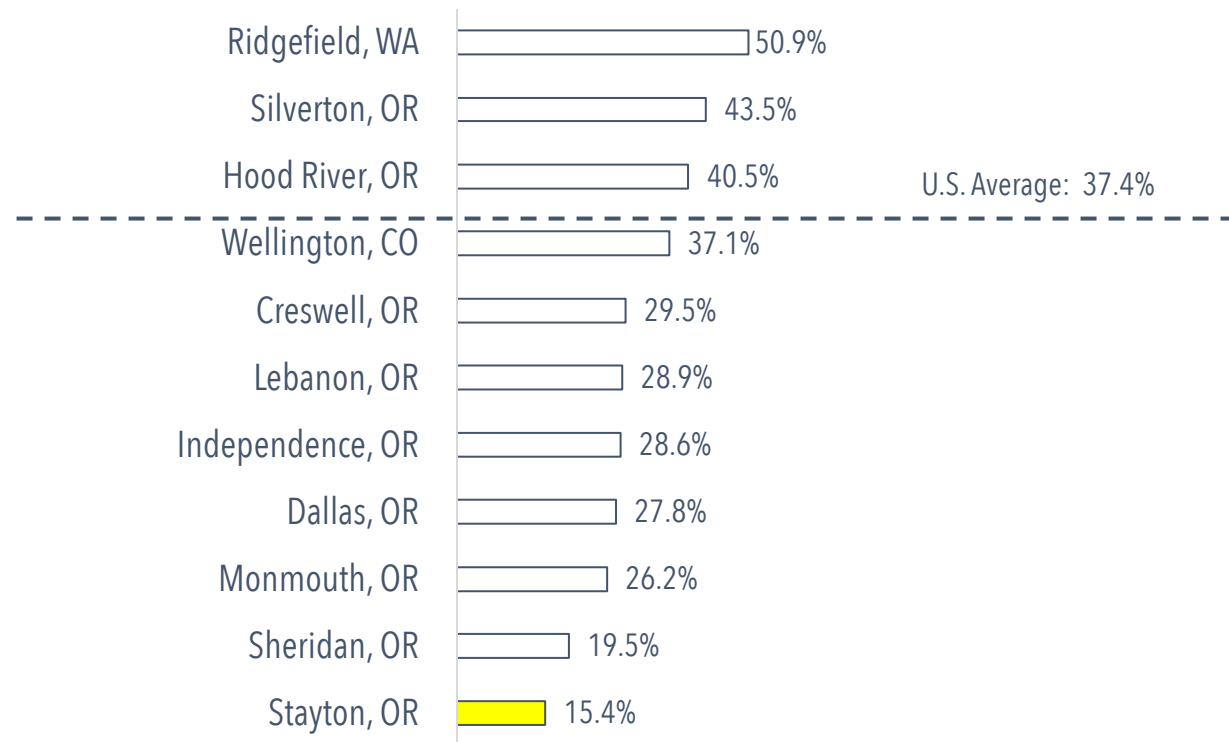 Ridgefield, WA 50.9%
Silverton, OR 43.5%
Hood River, OR 40.5%
U.S. Average: 37.4%
Wellington, CO 37.1%
Creswell, OR 29.5%
Lebanon, OR 28.9%
Independence, OR 28.6%
Dallas, OR 27.8%
Monmouth, OR 26.2%
Sheridan, OR 19.5%
Stayton, OR 15.4%